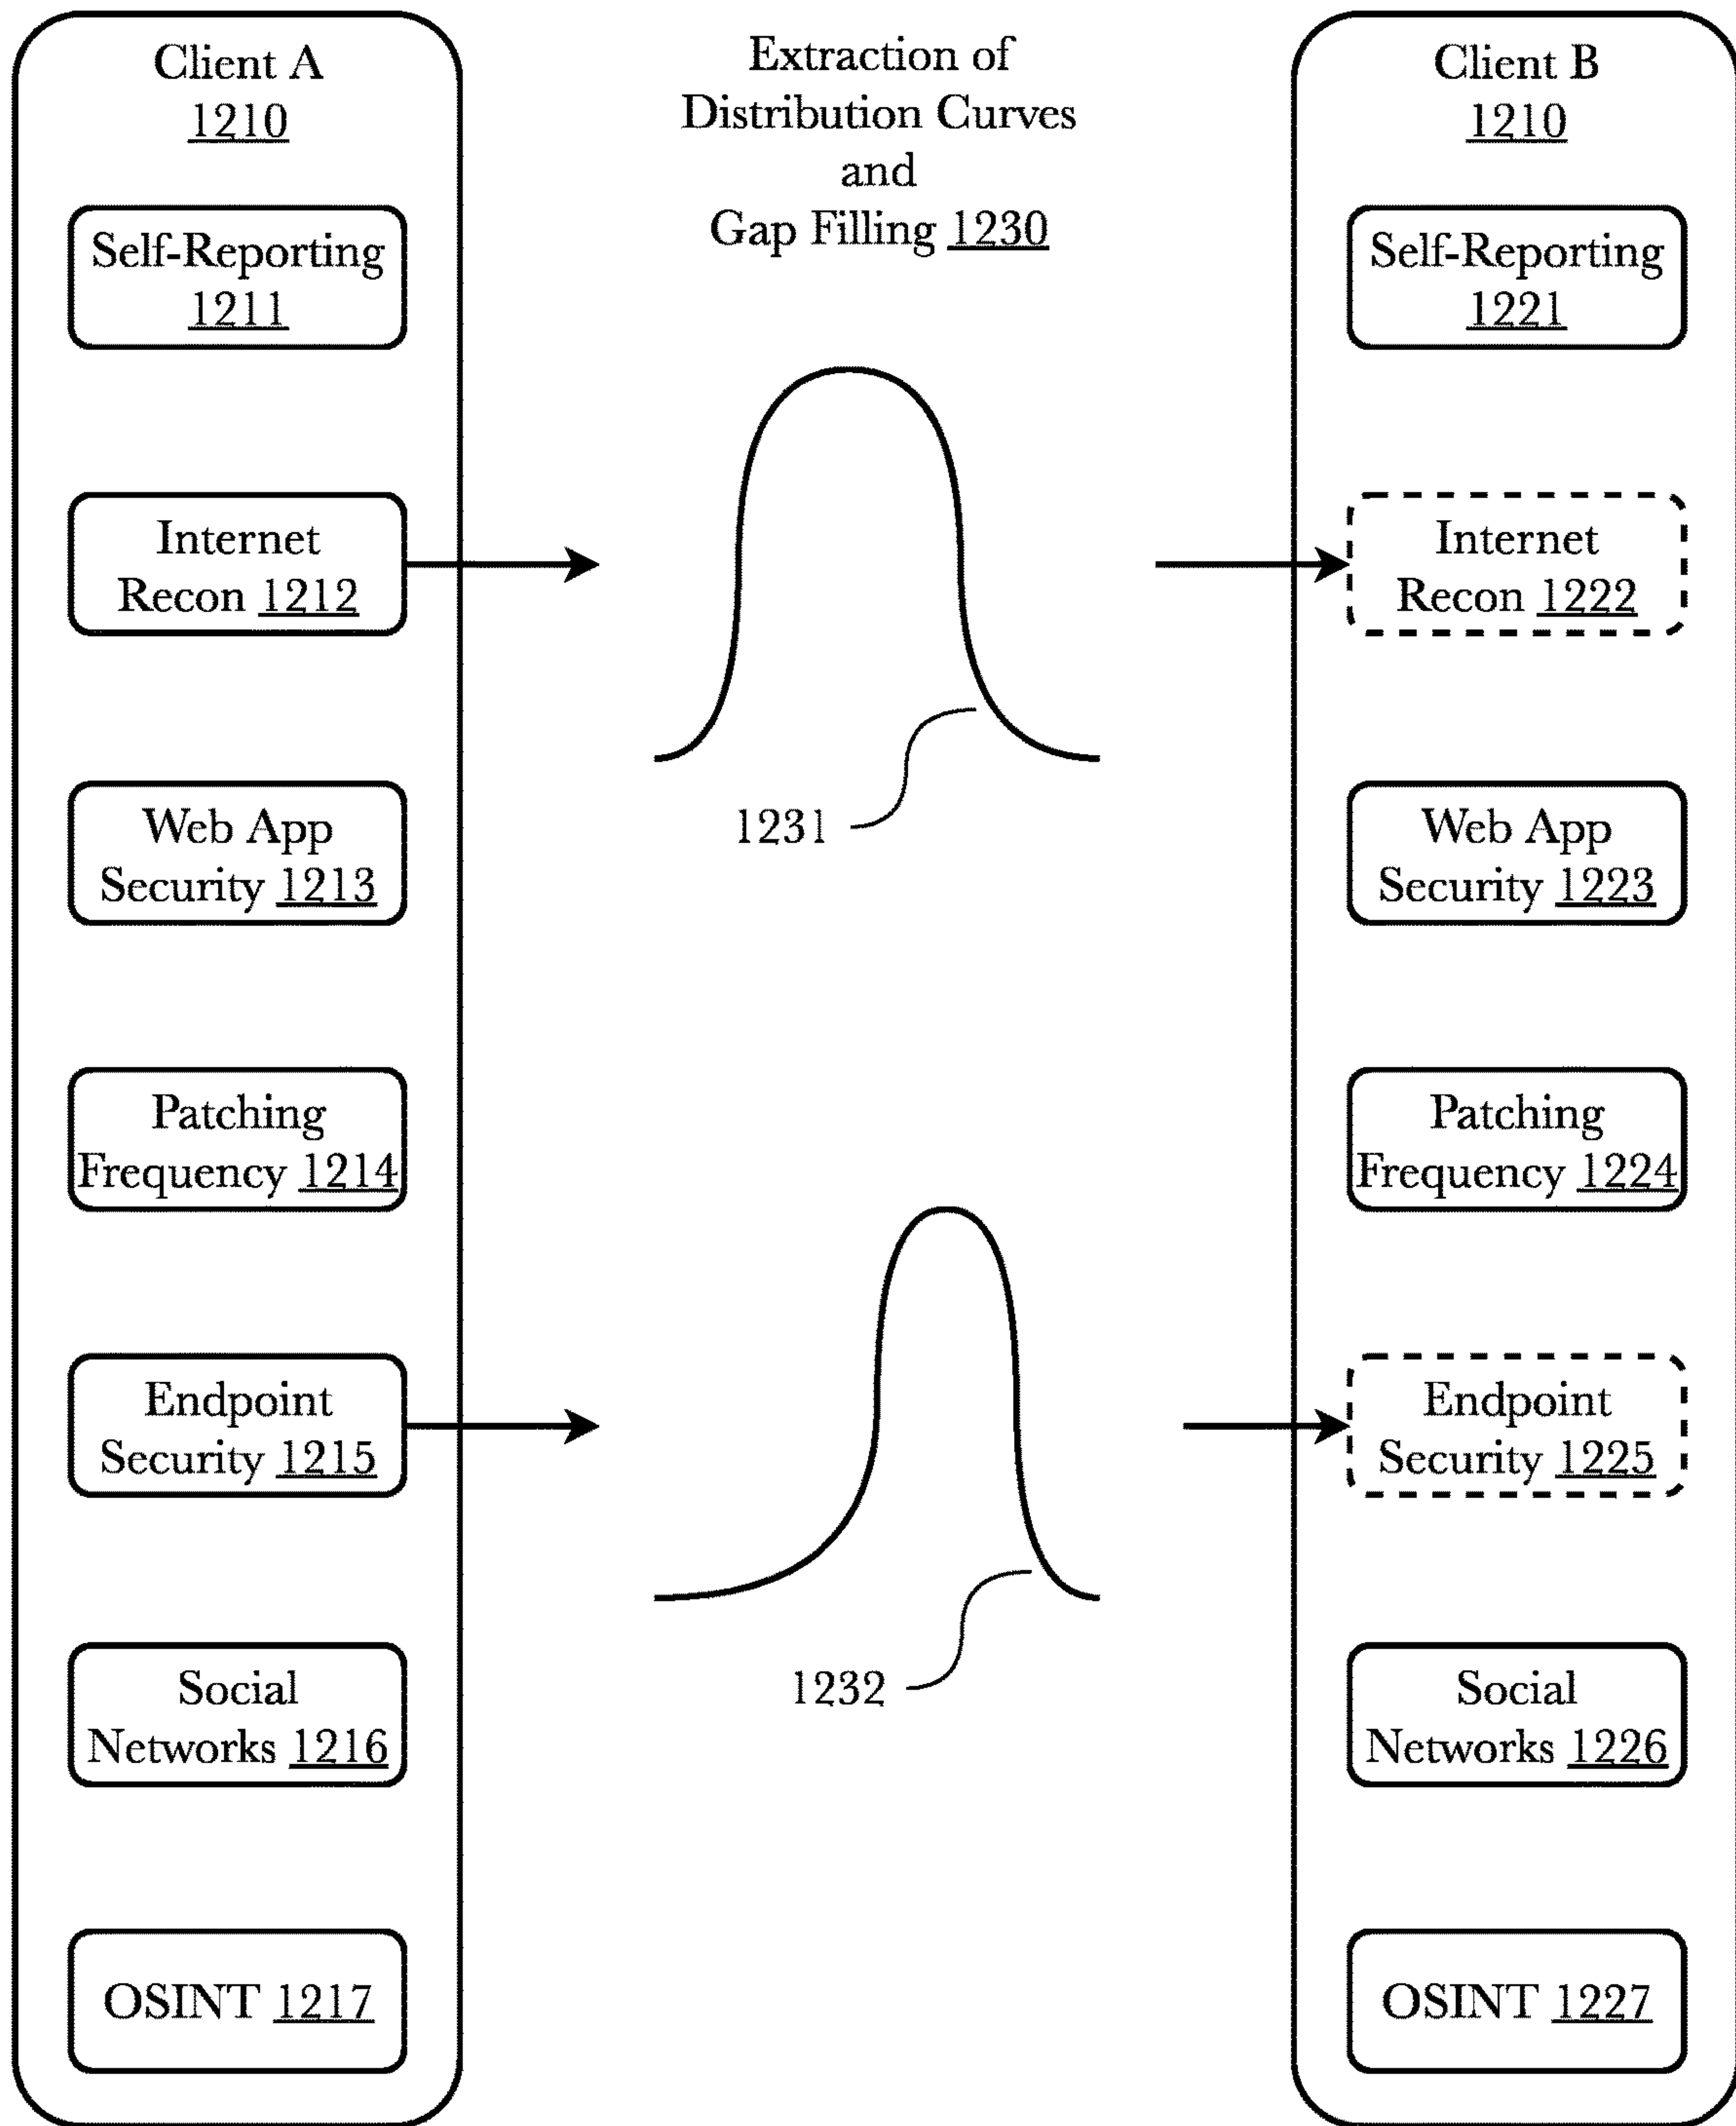 Client A
1210
Self-Reporting
1211
Internet
Recon 1212
Web App
Security 1213
Patching
Frequency 1214
Endpoint
Security 1215
Social
Networks 1216
OSINT 1217
Extraction of
Distribution Curves
and
Gap Filling 1230
1231
1232
Client B
1210
Self-Reporting
1221
Internet
Recon 1222
Web App
Security 1223
Patching
Frequency 1224
Endpoint
Security 1225
Social
Networks 1226
OSINT 1227